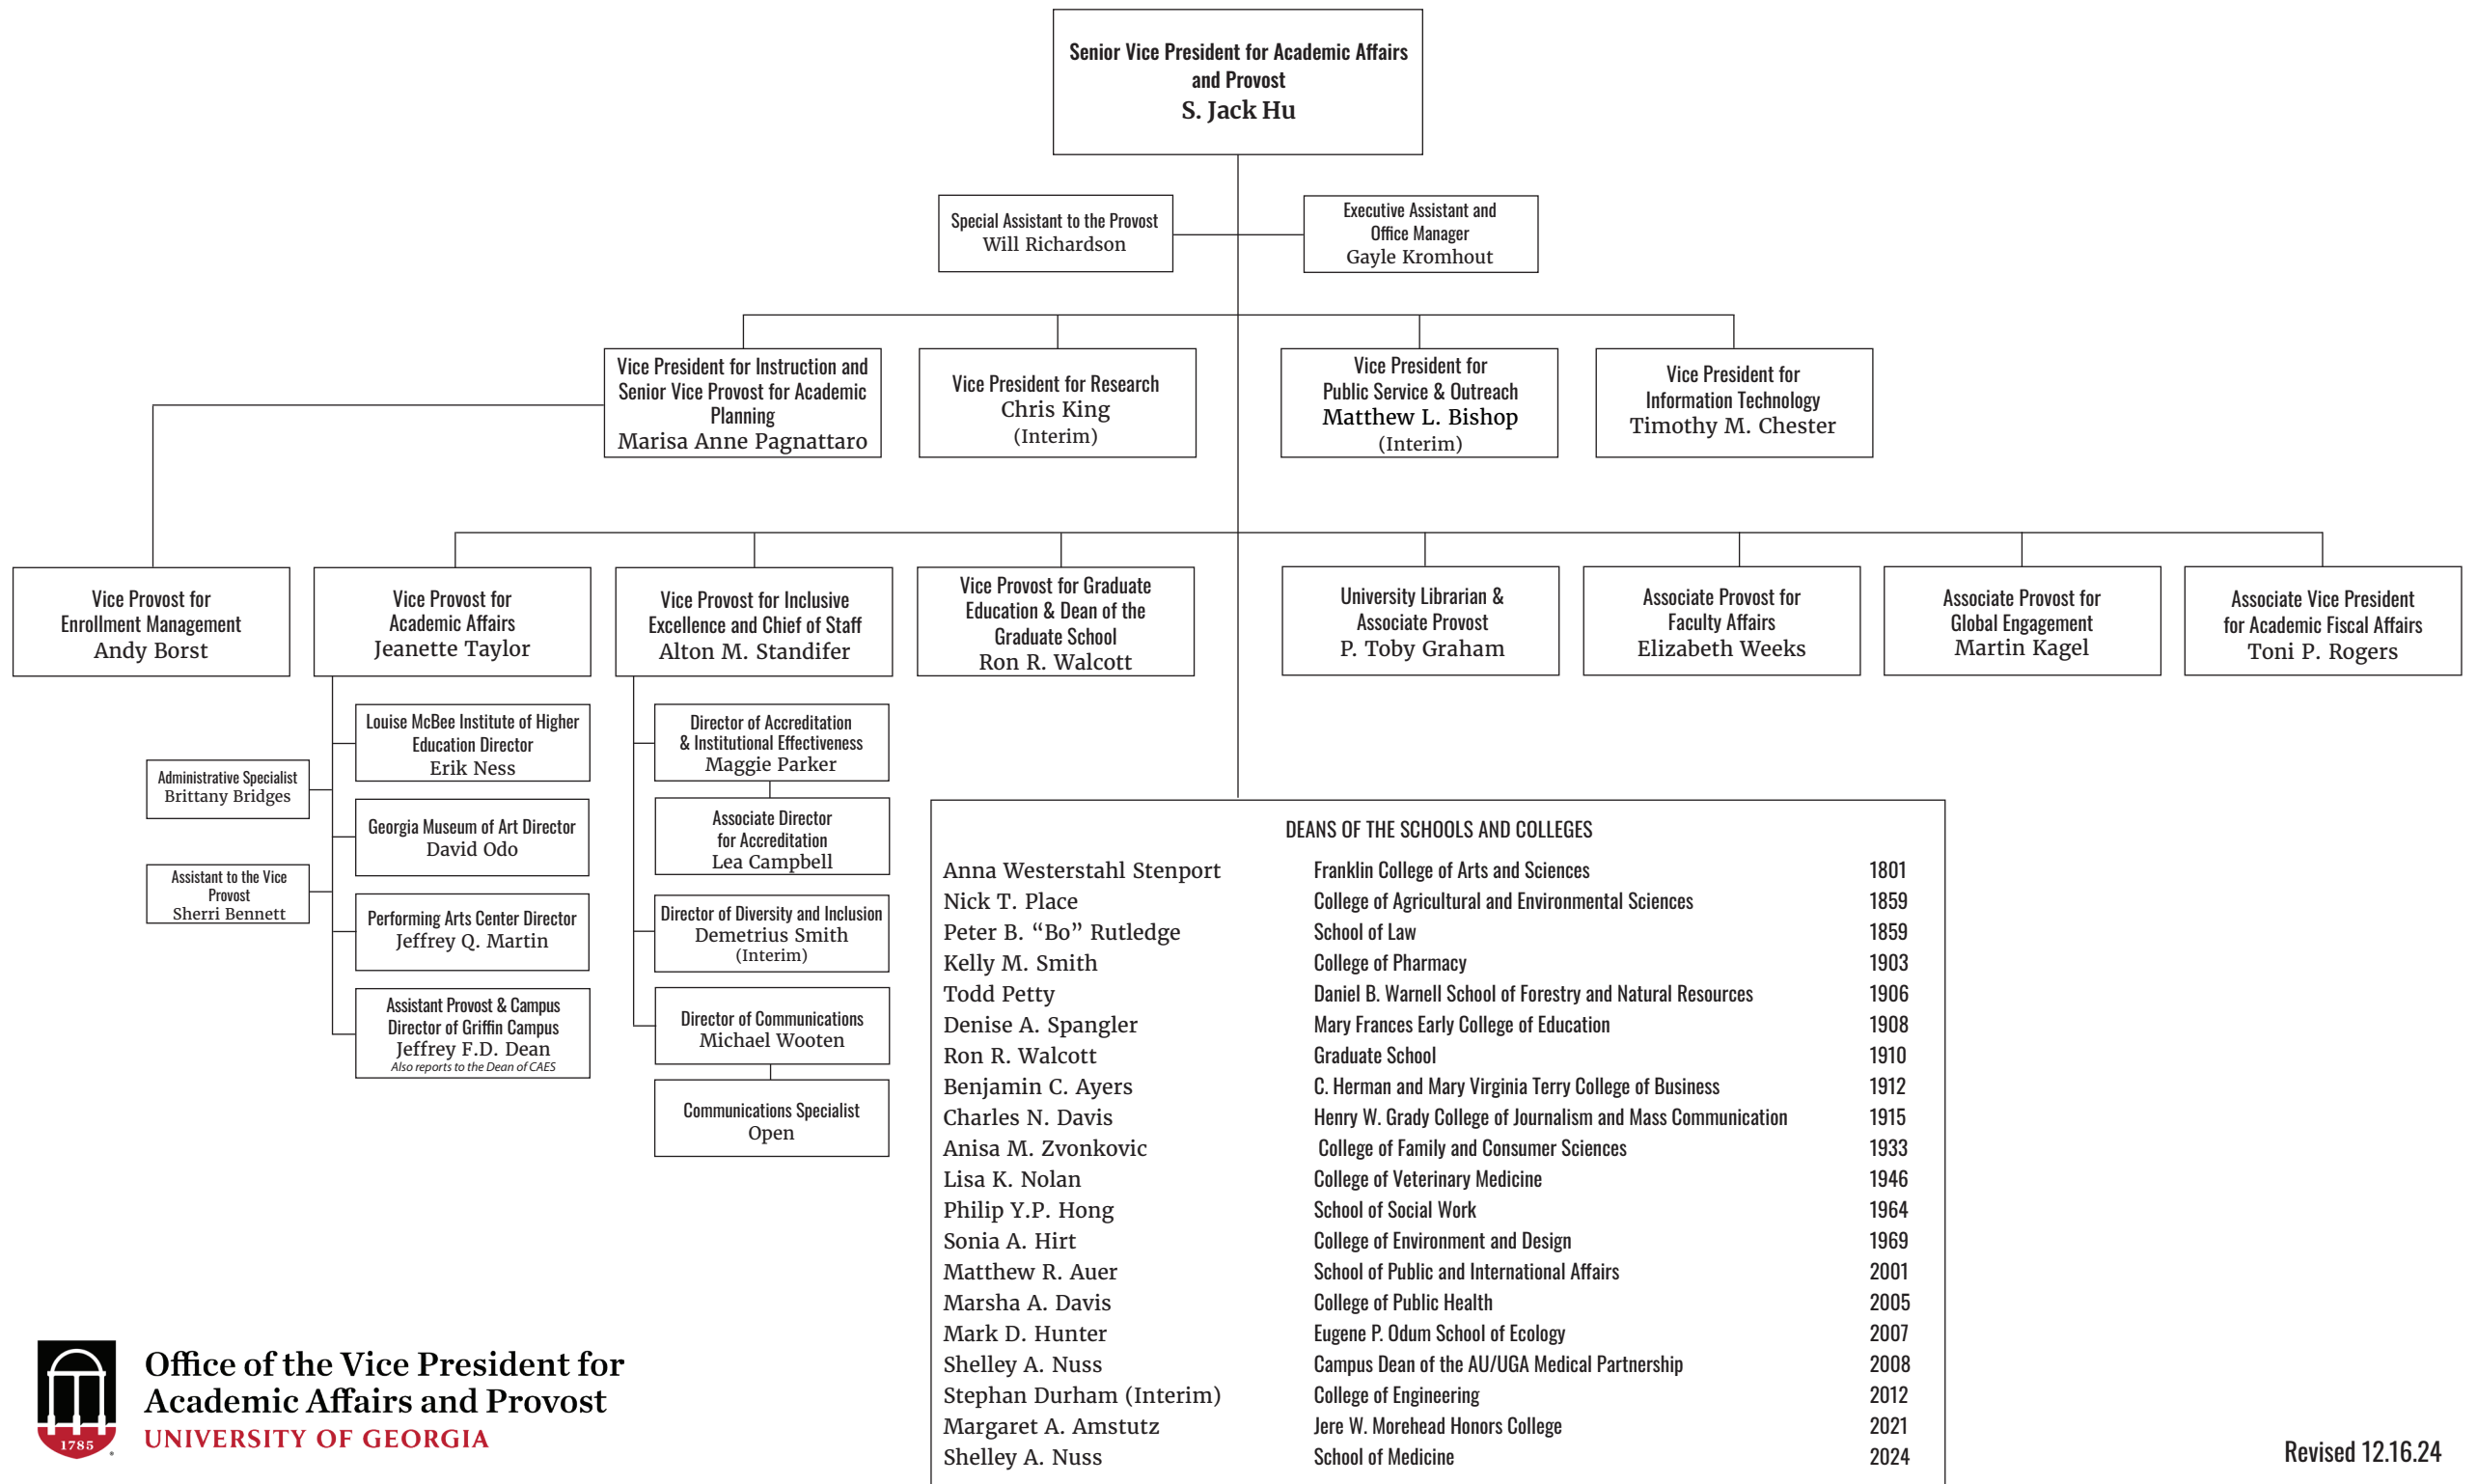 Senior Vice President for Academic Affairs
and Provost
S. Jack Hu
Special Assistant to the Provost
Will Richardson
Executive Assistant and
Office Manager
Gayle Kromhout
Vice President for Instruction and
Senior Vice Provost for Academic
Planning
Marisa Anne Pagnattaro
Vice President for Research
Chris King
(Interim)
Vice President for
Public Service & Outreach
Matthew L. Bishop
(Interim)
Vice President for
Information Technology
Timothy M. Chester
Vice Provost for
Enrollment Management
Andy Borst
Vice Provost for
Academic Affairs
Jeanette Taylor
Vice Provost for Inclusive
Excellence and Chief of Staff
Alton M. Standifer
Vice Provost for Graduate
Education & Dean of the
Graduate School
Ron R. Walcott
University Librarian &
Associate Provost
P. Toby Graham
Associate Provost for
Faculty Affairs
Elizabeth Weeks
Associate Provost for
Global Engagement
Martin Kagel
Associate Vice President
for Academic Fiscal Affairs
Toni P. Rogers
Administrative Specialist
Brittany Bridges
Assistant to the Vice
Provost
Sherri Bennett
Louise McBee Institute of Higher
Education Director
Erik Ness
Georgia Museum of Art Director
David Odo
Performing Arts Center Director
Jeffrey Q. Martin
Assistant Provost & Campus
Director of Griffin Campus
Jeffrey F.D. Dean
Also reports to the Dean of CAES
Director of Accreditation
& Institutional Effectiveness
Maggie Parker
Associate Director
for Accreditation
Lea Campbell
Director of Diversity and Inclusion
Demetrius Smith
(Interim)
Director of Communications
Michael Wooten
Communications Specialist
Open
DEANS OF THE SCHOOLS AND COLLEGES
Anna Westerstahl Stenport Franklin College of Arts and Sciences 1801
Nick T. Place College of Agricultural and Environmental Sciences 1859
Peter B. “Bo” Rutledge School of Law 1859
Kelly M. Smith College of Pharmacy 1903
Todd Petty Daniel B. Warnell School of Forestry and Natural Resources 1906
Denise A. Spangler Mary Frances Early College of Education 1908
Ron R. Walcott Graduate School 1910
Benjamin C. Ayers C. Herman and Mary Virginia Terry College of Business 1912
Charles N. Davis Henry W. Grady College of Journalism and Mass Communication 1915
Anisa M. Zvonkovic College of Family and Consumer Sciences 1933
Lisa K. Nolan College of Veterinary Medicine 1946
Philip Y.P. Hong School of Social Work 1964
Sonia A. Hirt College of Environment and Design 1969
Matthew R. Auer School of Public and International Affairs 2001
Marsha A. Davis College of Public Health 2005
Mark D. Hunter Eugene P. Odum School of Ecology 2007
Shelley A. Nuss Campus Dean of the AU/UGA Medical Partnership 2008
Stephan Durham (Interim) College of Engineering 2012
Margaret A. Amstutz Jere W. Morehead Honors College 2021
Shelley A. Nuss School of Medicine 2024
1785
Office of the Vice President for
Academic Affairs and Provost
UNIVERSITY OF GEORGIA
Revised 12.16.24